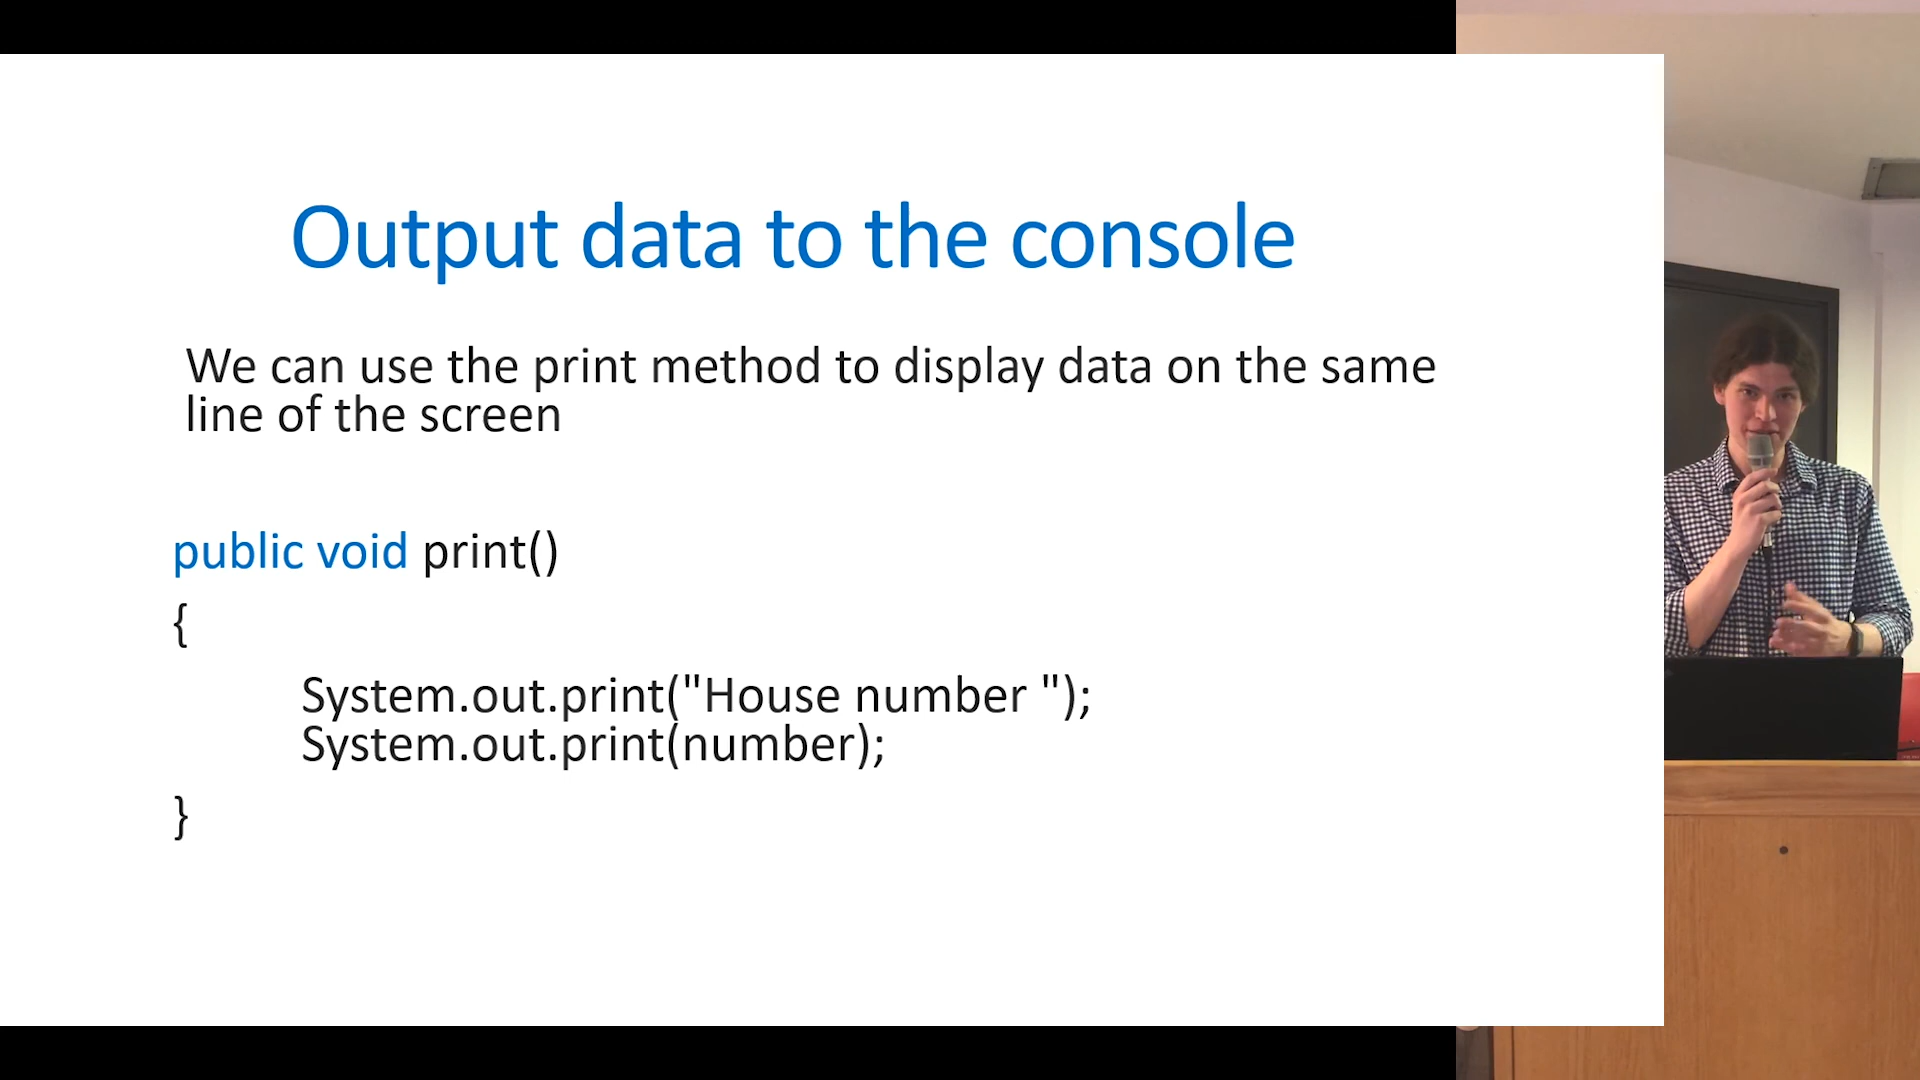 Output data to the console
We can use the print method to display data on the same
line of the screen
public void print()
{
System.out.print("House number ");
System.out.print(number);
}